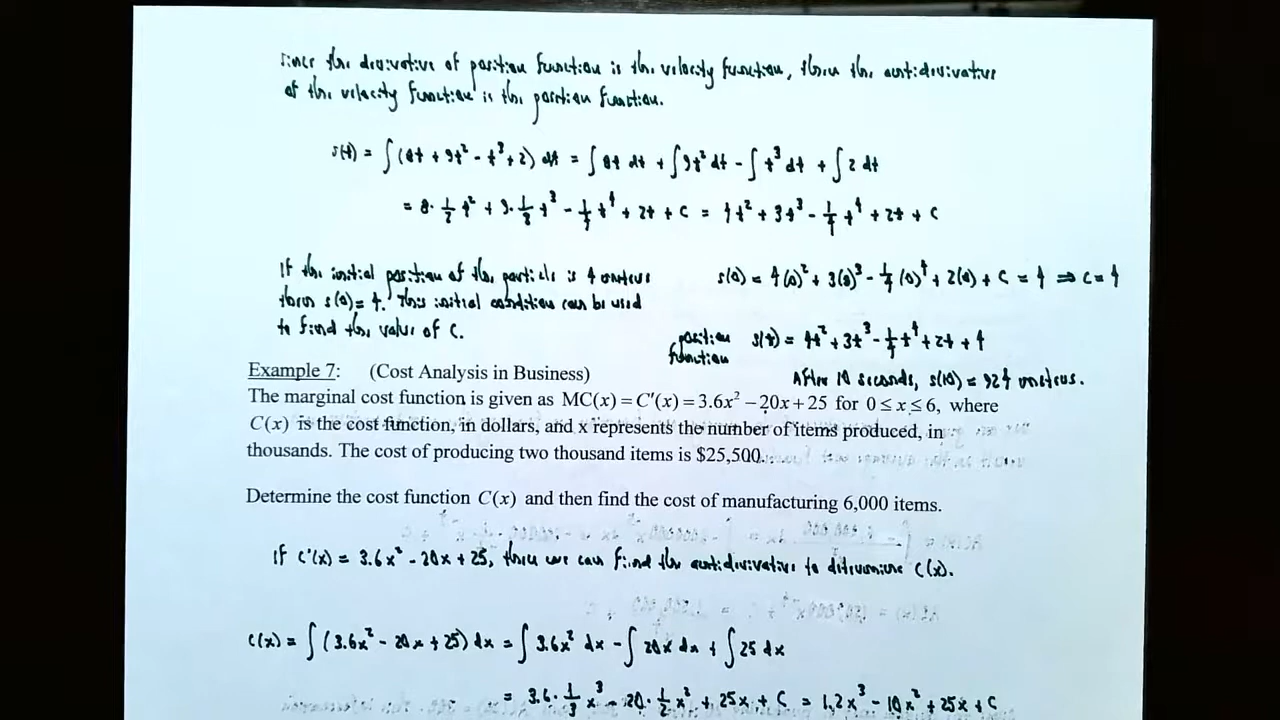 Since the derivative of position function is the velocity function, then the antiderivative
of the velocity function is the position function.
s(t) = ∫(8t + 9t² - t³ + 2) dt = ∫8t dt + ∫9t² dt - ∫t³ dt + ∫2 dt
= 8·1/2 t² + 9·1/3 t³ - 1/4 t⁴ + 2t + C = 4t² + 3t³ - 1/4 t⁴ + 2t + C
If the initial position of the particle is 4 meters
then s(0) = 4. This initial condition can be used
to find the value of C.
s(0) = 4(0)² + 3(0)³ - 1/4 (0)⁴ + 2(0) + C = 4 ⇒ C = 4
position function s(t) = 4t² + 3t³ - 1/4 t⁴ + 2t + 4
After 10 seconds, s(10) = 924 meters.
Example 7: (Cost Analysis in Business)
The marginal cost function is given as MC(x) = C′(x) = 3.6x² − 20x + 25 for 0 ≤ x ≤ 6, where
C(x) is the cost function, in dollars, and x represents the number of items produced, in
thousands. The cost of producing two thousand items is $25,500.
Determine the cost function C(x) and then find the cost of manufacturing 6,000 items.
If C'(x) = 3.6x² - 20x + 25, then we can find the antiderivative to determine C(x).
C(x) = ∫(3.6x² - 20x + 25) dx = ∫3.6x² dx - ∫20x dx + ∫25 dx
= 3.6·1/3 x³ - 20·1/2 x² + 25x + C = 1.2x³ - 10x² + 25x + C